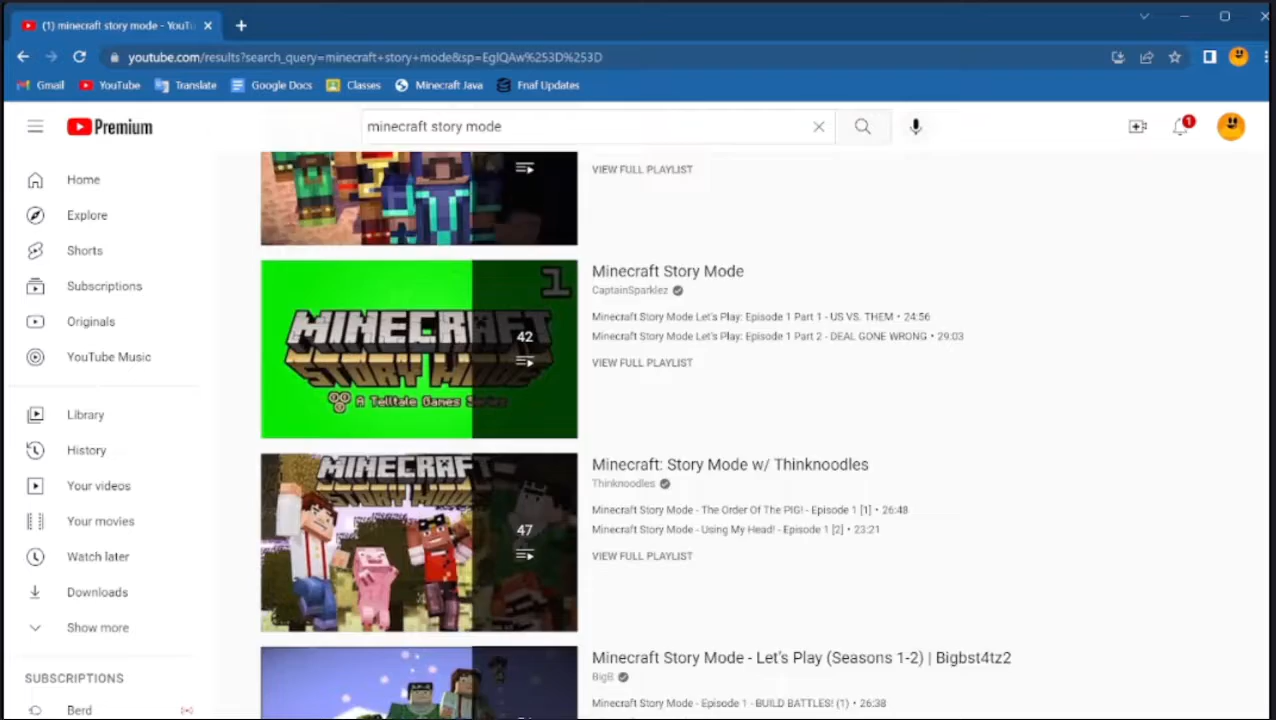 (1) minecraft story mode - YouTu
youtube.com/results?search_query=minecraft+story+mode&sp=EgIQAw%253D%253D
Gmail YouTube Translate Google Docs Classes Minecraft Java Fnaf Updates
Premium
minecraft story mode
1
Home
Explore
Shorts
Subscriptions
Originals
YouTube Music
Library
History
Your videos
Your movies
Watch later
Downloads
Show more
SUBSCRIPTIONS
Berd
VIEW FULL PLAYLIST
1
MINECRAFT
STORY MODE
A Telltale Games Series
42
Minecraft Story Mode
CaptainSparklez
Minecraft Story Mode Let's Play: Episode 1 Part 1 - US VS. THEM • 24:56
Minecraft Story Mode Let's Play: Episode 1 Part 2 - DEAL GONE WRONG • 29:03
VIEW FULL PLAYLIST
MINECRAFT
STORY MODE
47
Minecraft: Story Mode w/ Thinknoodles
Thinknoodles
Minecraft Story Mode - The Order Of The PIG! - Episode 1 [1] • 26:48
Minecraft Story Mode - Using My Head! - Episode 1 [2] • 23:21
VIEW FULL PLAYLIST
Minecraft Story Mode - Let's Play (Seasons 1-2) | Bigbst4tz2
BigB
Minecraft Story Mode - Episode 1 - BUILD BATTLES! (1) • 26:38